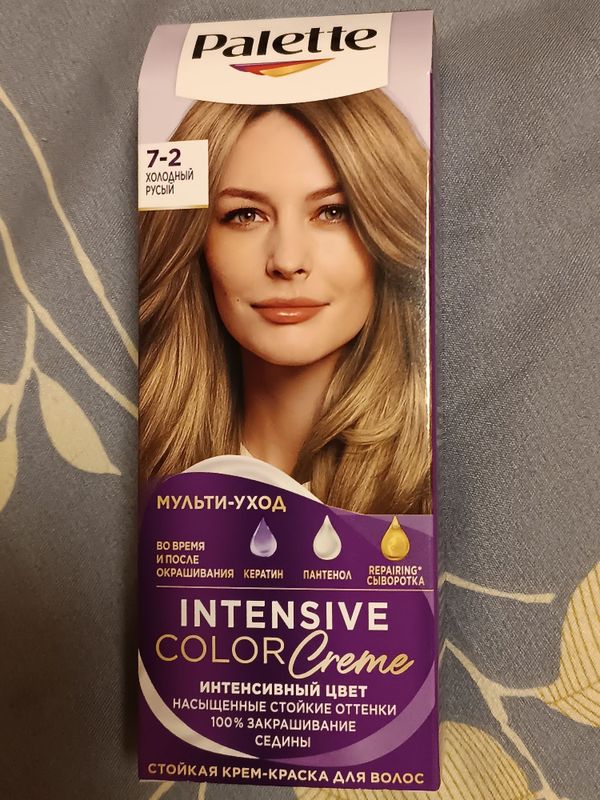 Palette
7-2
ХОЛОДНЫЙ
РУСЫЙ
МУЛЬТИ-УХОД
ВО ВРЕМЯ
И ПОСЛЕ
ОКРАШИВАНИЯ
КЕРАТИН
ПАНТЕНОЛ
REPAIRING*
СЫВОРОТКА
INTENSIVE
COLOR Creme
ИНТЕНСИВНЫЙ ЦВЕТ
НАСЫЩЕННЫЕ СТОЙКИЕ ОТТЕНКИ
100% ЗАКРАШИВАНИЕ
СЕДИНЫ
СТОЙКАЯ КРЕМ-КРАСКА ДЛЯ ВОЛОС